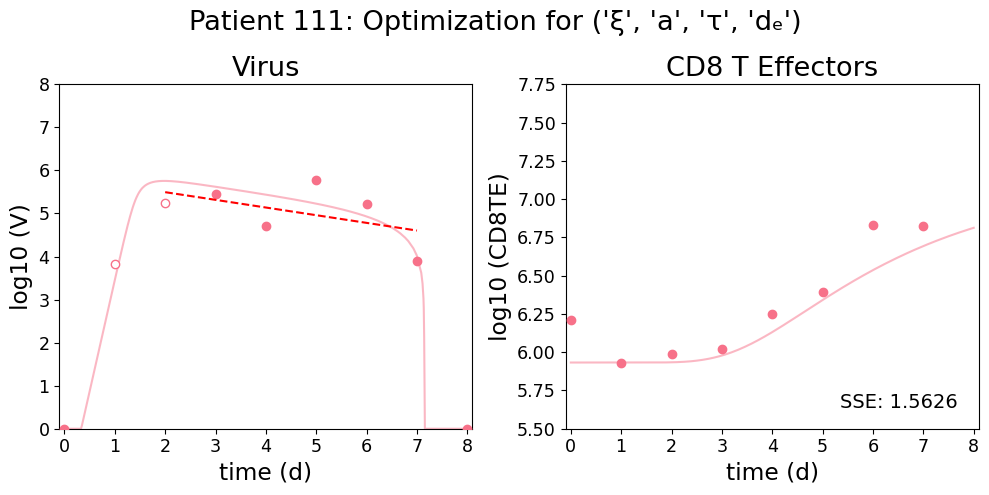 Patient 111: Optimization for ('ξ', 'a', 'τ', 'dₑ')
Virus
CD8 T Effectors
log10 (V)
8
7
6
5
4
3
2
1
0
0 1 2 3 4 5 6 7 8
time (d)
log10 (CD8TE)
7.75
7.50
7.25
7.00
6.75
6.50
6.25
6.00
5.75
5.50
SSE: 1.5626
0 1 2 3 4 5 6 7 8
time (d)